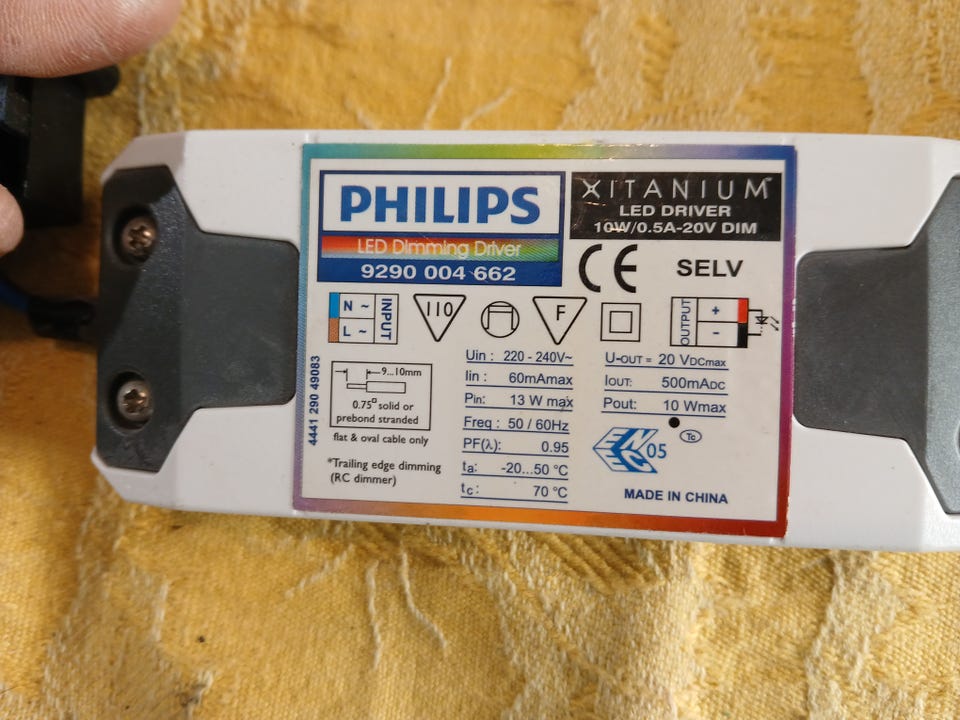 PHILIPS
LED Dimming Driver
9290 004 662
XITANIUM™
LED DRIVER
10W/0.5A-20V DIM
CE
SELV
N ~
L ~
INPUT
110
F
OUTPUT
+
-
9...10mm
0.75□ solid or
prebond stranded
flat & oval cable only
*Trailing edge dimming
(RC dimmer)
4441 290 49083
Uin : 220 - 240V~
Iin : 60mAmax
Pin: 13 W max
Freq : 50 / 60Hz
PF(λ): 0.95
ta: -20...50 °C
tc: 70 °C
U-OUT = 20 VDCmax
IOUT: 500mADC
Pout: 10 Wmax
Tc
ENEC 05
MADE IN CHINA